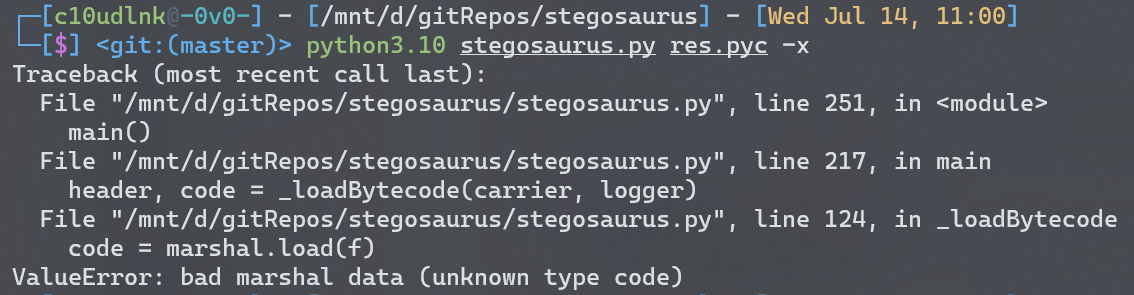 [c10udlnk@-0v0-] - [/mnt/d/gitRepos/stegosaurus] - [Wed Jul 14, 11:00]
[$] <git:(master)> python3.10 stegosaurus.py res.pyc -x
Traceback (most recent call last):
  File "/mnt/d/gitRepos/stegosaurus/stegosaurus.py", line 251, in <module>
    main()
  File "/mnt/d/gitRepos/stegosaurus/stegosaurus.py", line 217, in main
    header, code = _loadBytecode(carrier, logger)
  File "/mnt/d/gitRepos/stegosaurus/stegosaurus.py", line 124, in _loadBytecode
    code = marshal.load(f)
ValueError: bad marshal data (unknown type code)